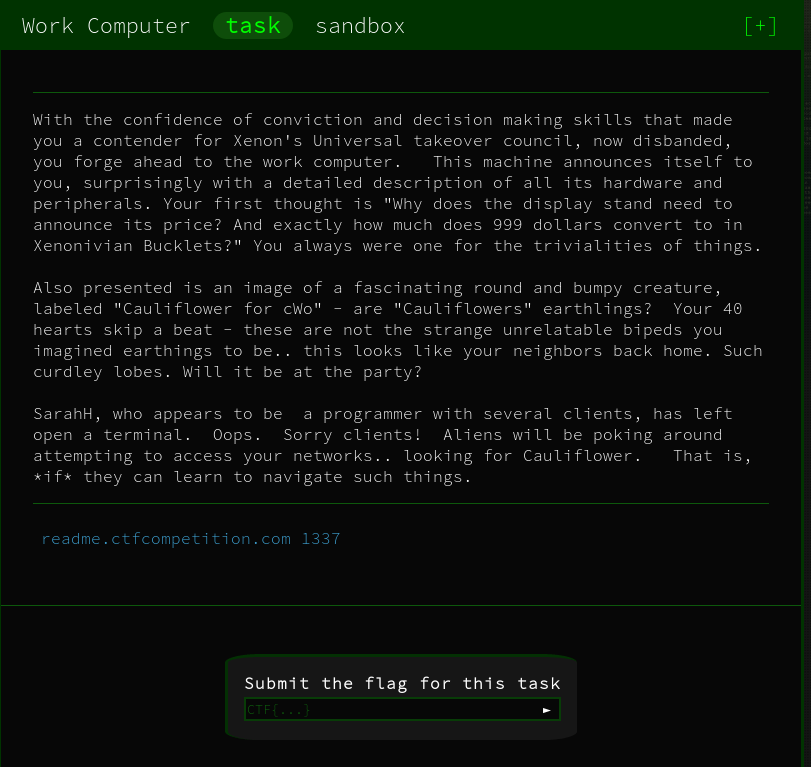 Work Computer task sandbox [+]
With the confidence of conviction and decision making skills that made
you a contender for Xenon's Universal takeover council, now disbanded,
you forge ahead to the work computer.   This machine announces itself to
you, surprisingly with a detailed description of all its hardware and
peripherals. Your first thought is "Why does the display stand need to
announce its price? And exactly how much does 999 dollars convert to in
Xenonivian Bucklets?" You always were one for the trivialities of things.
Also presented is an image of a fascinating round and bumpy creature,
labeled "Cauliflower for cWo" - are "Cauliflowers" earthlings?  Your 40
hearts skip a beat - these are not the strange unrelatable bipeds you
imagined earthings to be.. this looks like your neighbors back home. Such
curdley lobes. Will it be at the party?
SarahH, who appears to be  a programmer with several clients, has left
open a terminal.  Oops.  Sorry clients!  Aliens will be poking around
attempting to access your networks.. looking for Cauliflower.   That is,
*if* they can learn to navigate such things.
readme.ctfcompetition.com 1337
Submit the flag for this task
CTF{...} ►